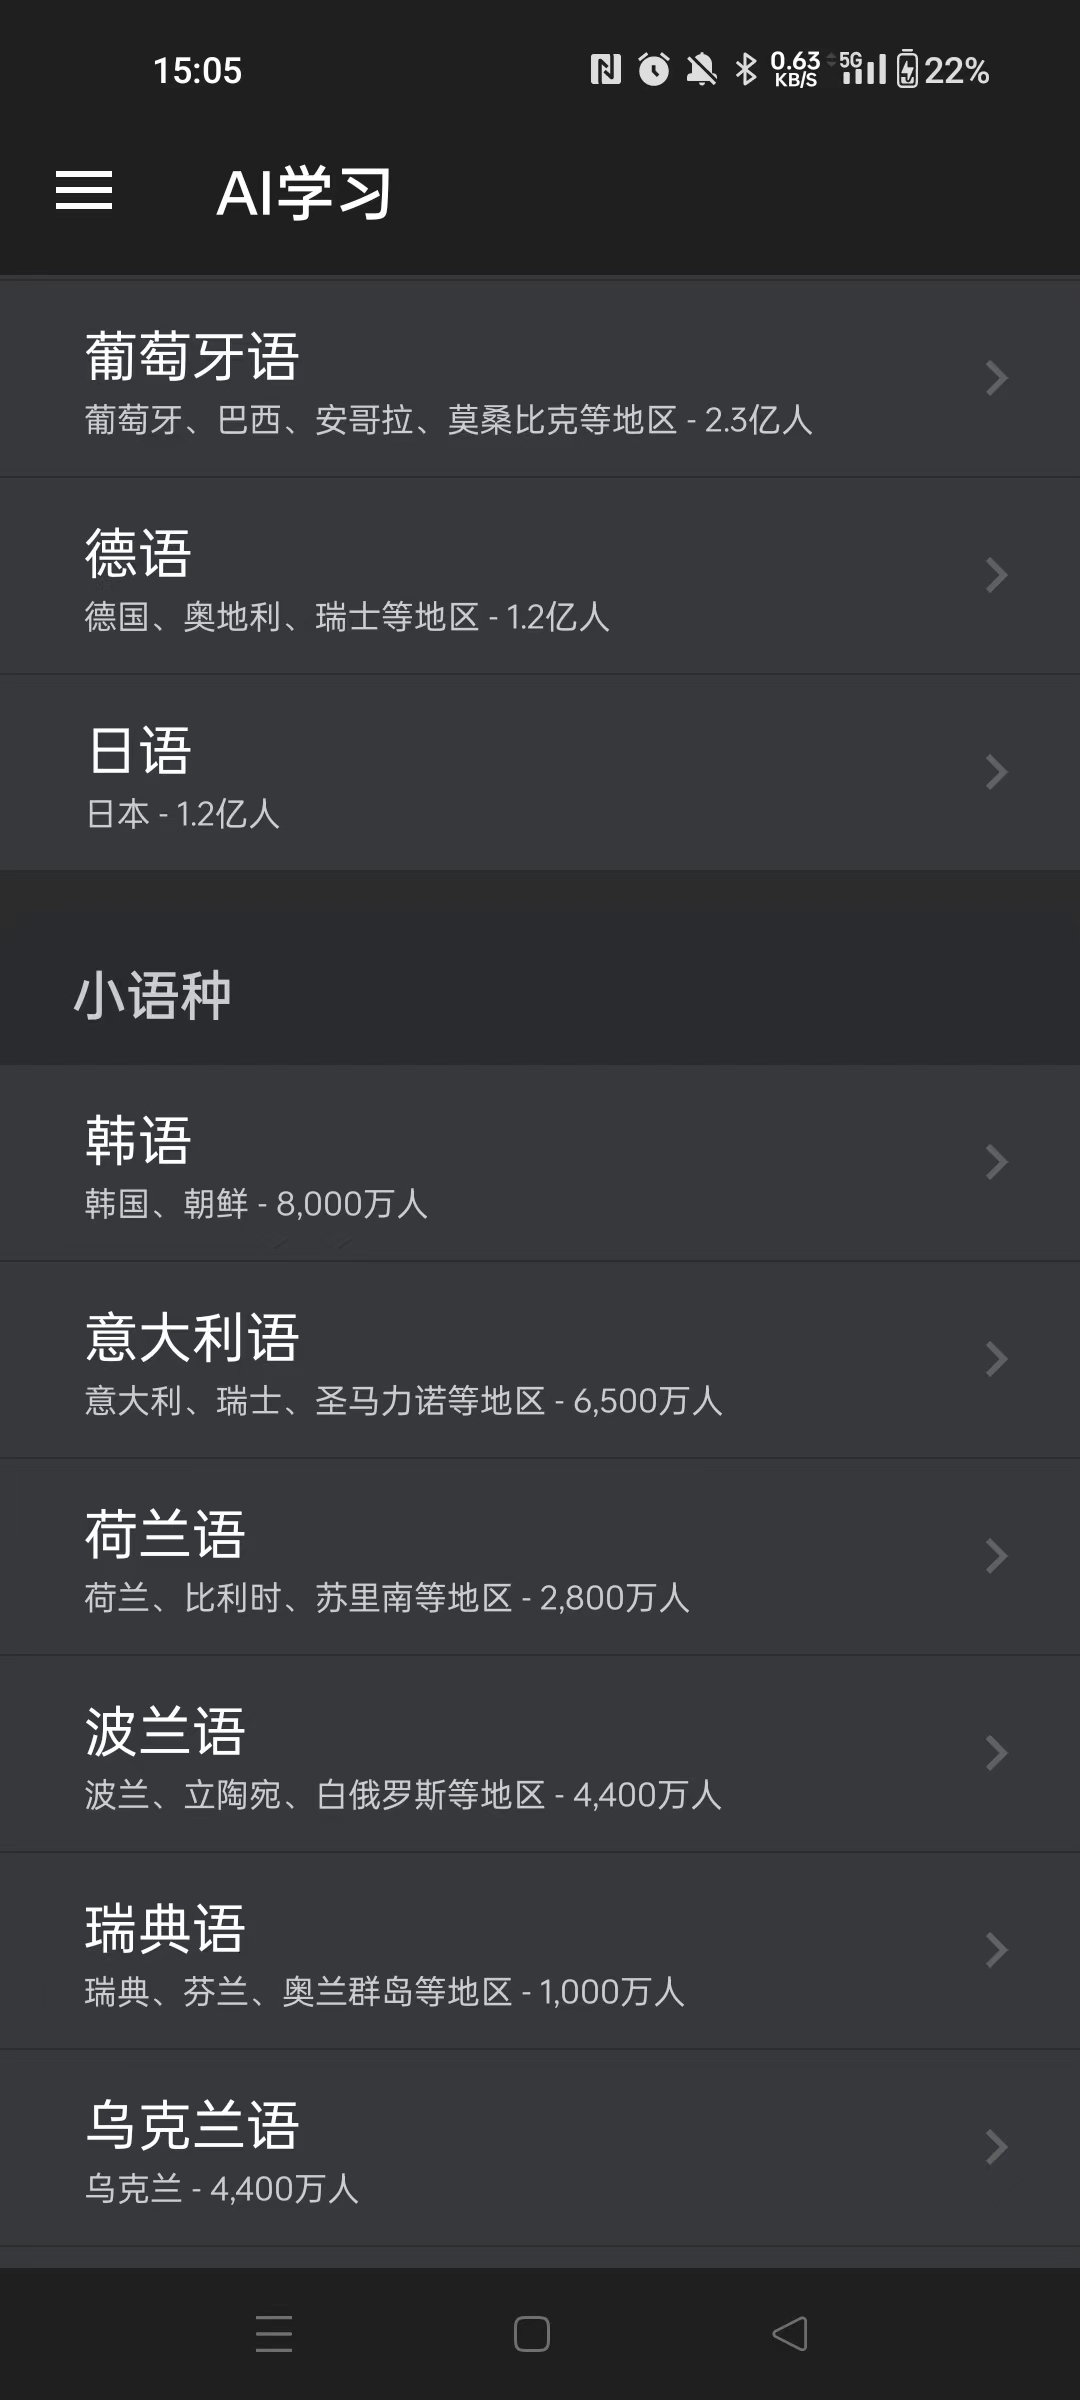 15:05 0.63 KB/S 5G 22%
AI学习
葡萄牙语
葡萄牙、巴西、安哥拉、莫桑比克等地区 - 2.3亿人
德语
德国、奥地利、瑞士等地区 - 1.2亿人
日语
日本 - 1.2亿人
小语种
韩语
韩国、朝鲜 - 8,000万人
意大利语
意大利、瑞士、圣马力诺等地区 - 6,500万人
荷兰语
荷兰、比利时、苏里南等地区 - 2,800万人
波兰语
波兰、立陶宛、白俄罗斯等地区 - 4,400万人
瑞典语
瑞典、芬兰、奥兰群岛等地区 - 1,000万人
乌克兰语
乌克兰 - 4,400万人